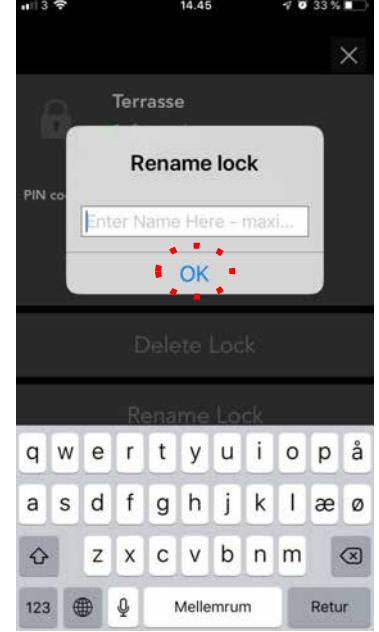 3 14.45 33 %
Terrasse
Rename lock
PIN co
Enter Name Here – maxi...
OK
Delete Lock
Rename Lock
q w e r t y u i o p å
a s d f g h j k l æ ø
z x c v b n m
123 Mellemrum Retur